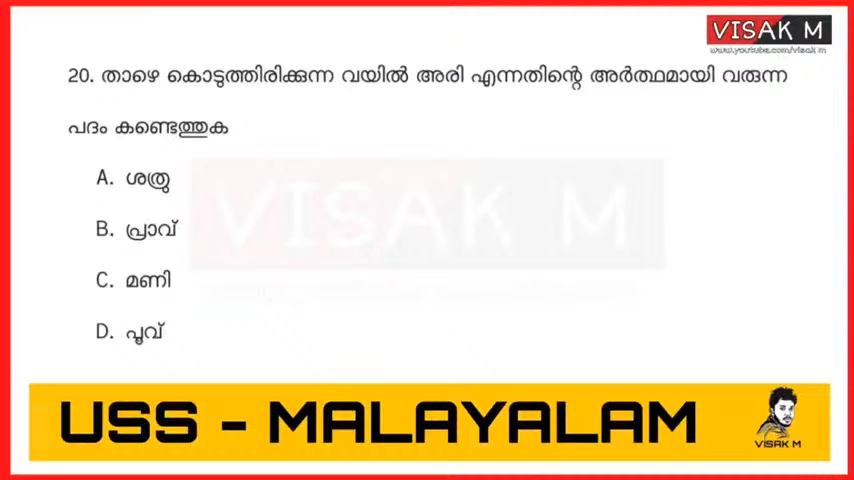 VISAK M
www.youtube.com/visak m
20. താഴെ കൊടുത്തിരിക്കുന്ന വയിൽ അരി എന്നതിന്റെ അർത്ഥമായി വരുന്ന
പദം കണ്ടെത്തുക
A. ശത്രു
B. പ്രാവ്
C. മണി
D. പൂവ്
VISAK M
USS - MALAYALAM
VISAK M